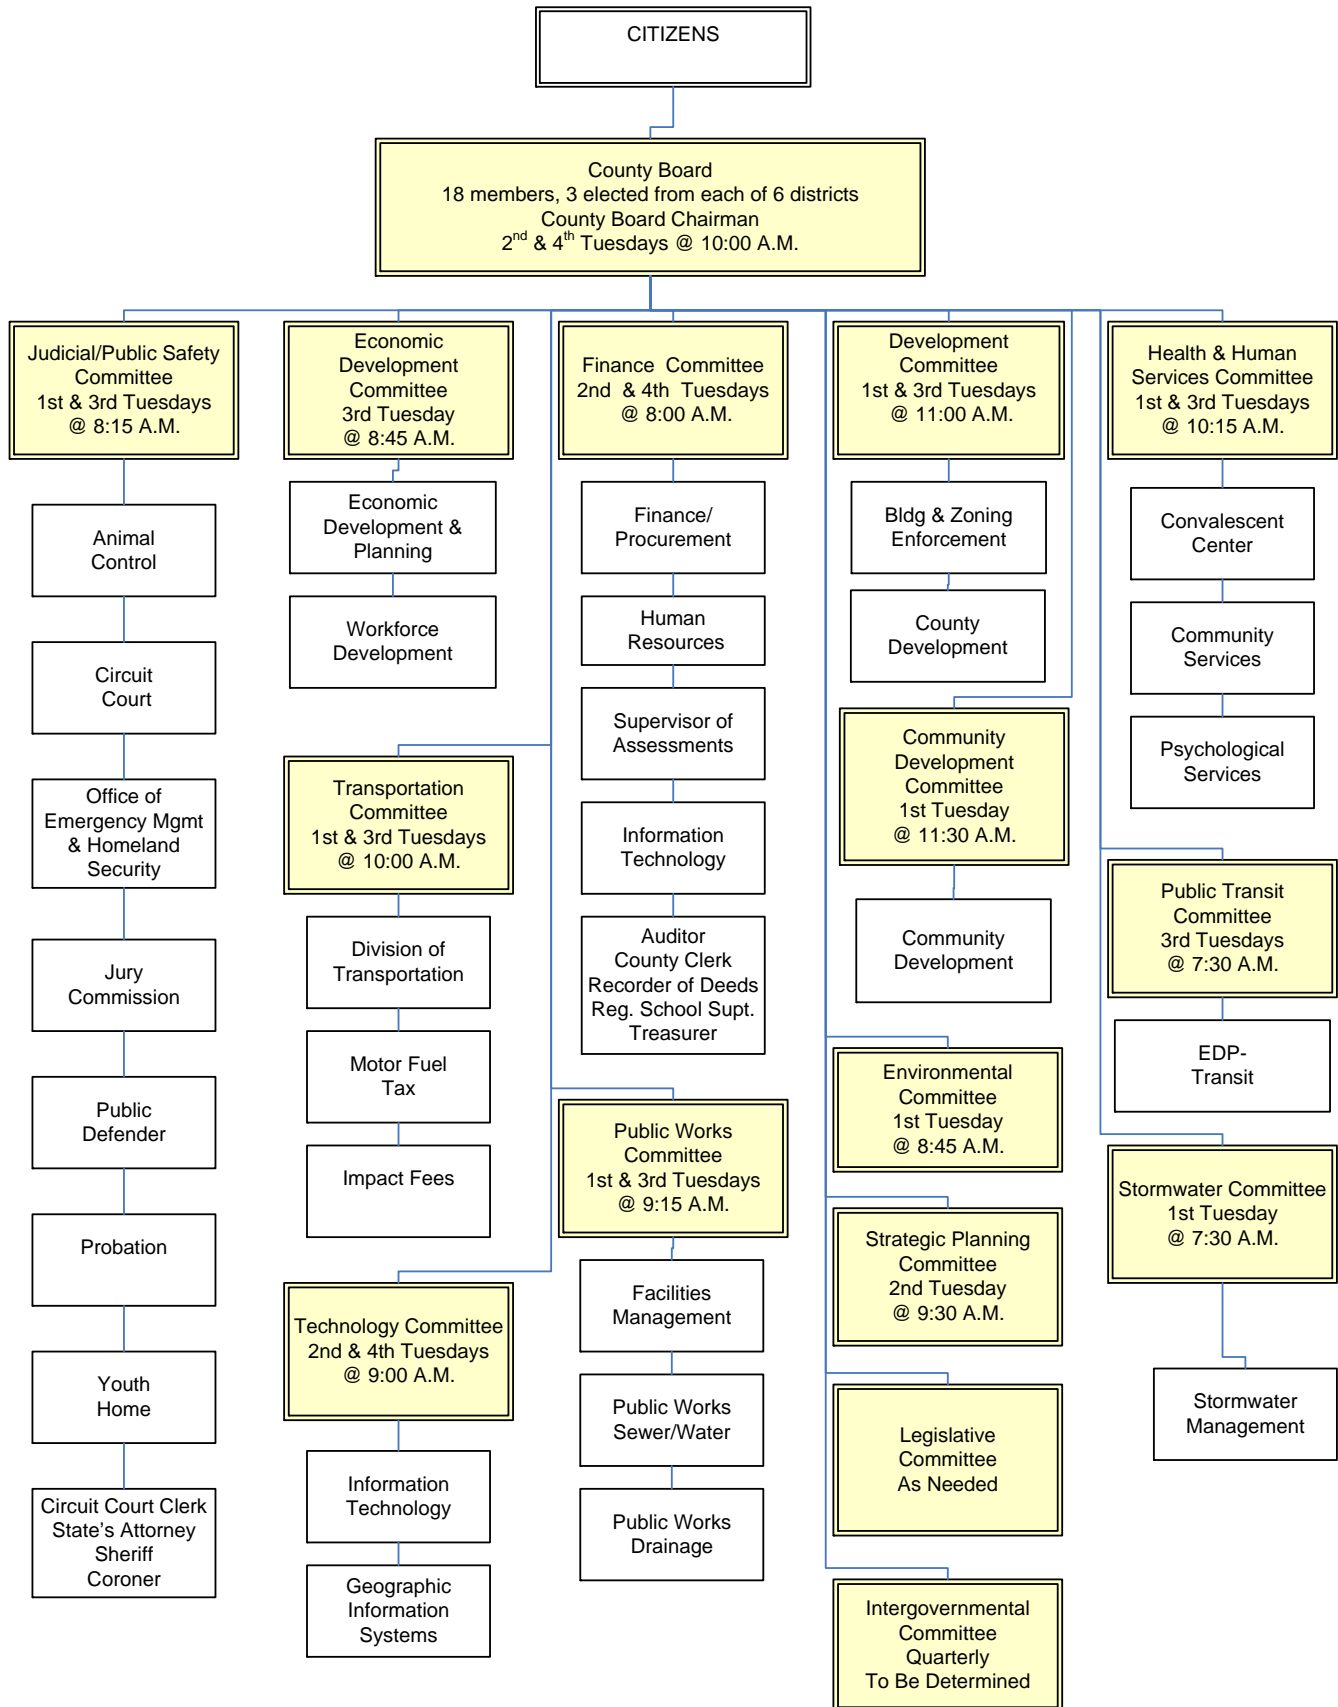 CITIZENS
County Board
18 members, 3 elected from each of 6 districts
County Board Chairman
2nd & 4th Tuesdays @ 10:00 A.M.
Judicial/Public Safety
Committee
1st & 3rd Tuesdays
@ 8:15 A.M.
Animal
Control
Circuit
Court
Office of
Emergency Mgmt
& Homeland
Security
Jury
Commission
Public
Defender
Probation
Youth
Home
Circuit Court Clerk
State’s Attorney
Sheriff
Coroner
Economic
Development
Committee
3rd Tuesday
@ 8:45 A.M.
Economic
Development &
Planning
Workforce
Development
Transportation
Committee
1st & 3rd Tuesdays
@ 10:00 A.M.
Division of
Transportation
Motor Fuel
Tax
Impact Fees
Technology Committee
2nd & 4th Tuesdays
@ 9:00 A.M.
Information
Technology
Geographic
Information
Systems
Finance Committee
2nd & 4th Tuesdays
@ 8:00 A.M.
Finance/
Procurement
Human
Resources
Supervisor of
Assessments
Information
Technology
Auditor
County Clerk
Recorder of Deeds
Reg. School Supt.
Treasurer
Public Works
Committee
1st & 3rd Tuesdays
@ 9:15 A.M.
Facilities
Management
Public Works
Sewer/Water
Public Works
Drainage
Development
Committee
1st & 3rd Tuesdays
@ 11:00 A.M.
Bldg & Zoning
Enforcement
County
Development
Community
Development
Committee
1st Tuesday
@ 11:30 A.M.
Community
Development
Environmental
Committee
1st Tuesday
@ 8:45 A.M.
Strategic Planning
Committee
2nd Tuesday
@ 9:30 A.M.
Legislative
Committee
As Needed
Intergovernmental
Committee
Quarterly
To Be Determined
Health & Human
Services Committee
1st & 3rd Tuesdays
@ 10:15 A.M.
Convalescent
Center
Community
Services
Psychological
Services
Public Transit
Committee
3rd Tuesdays
@ 7:30 A.M.
EDP-
Transit
Stormwater Committee
1st Tuesday
@ 7:30 A.M.
Stormwater
Management